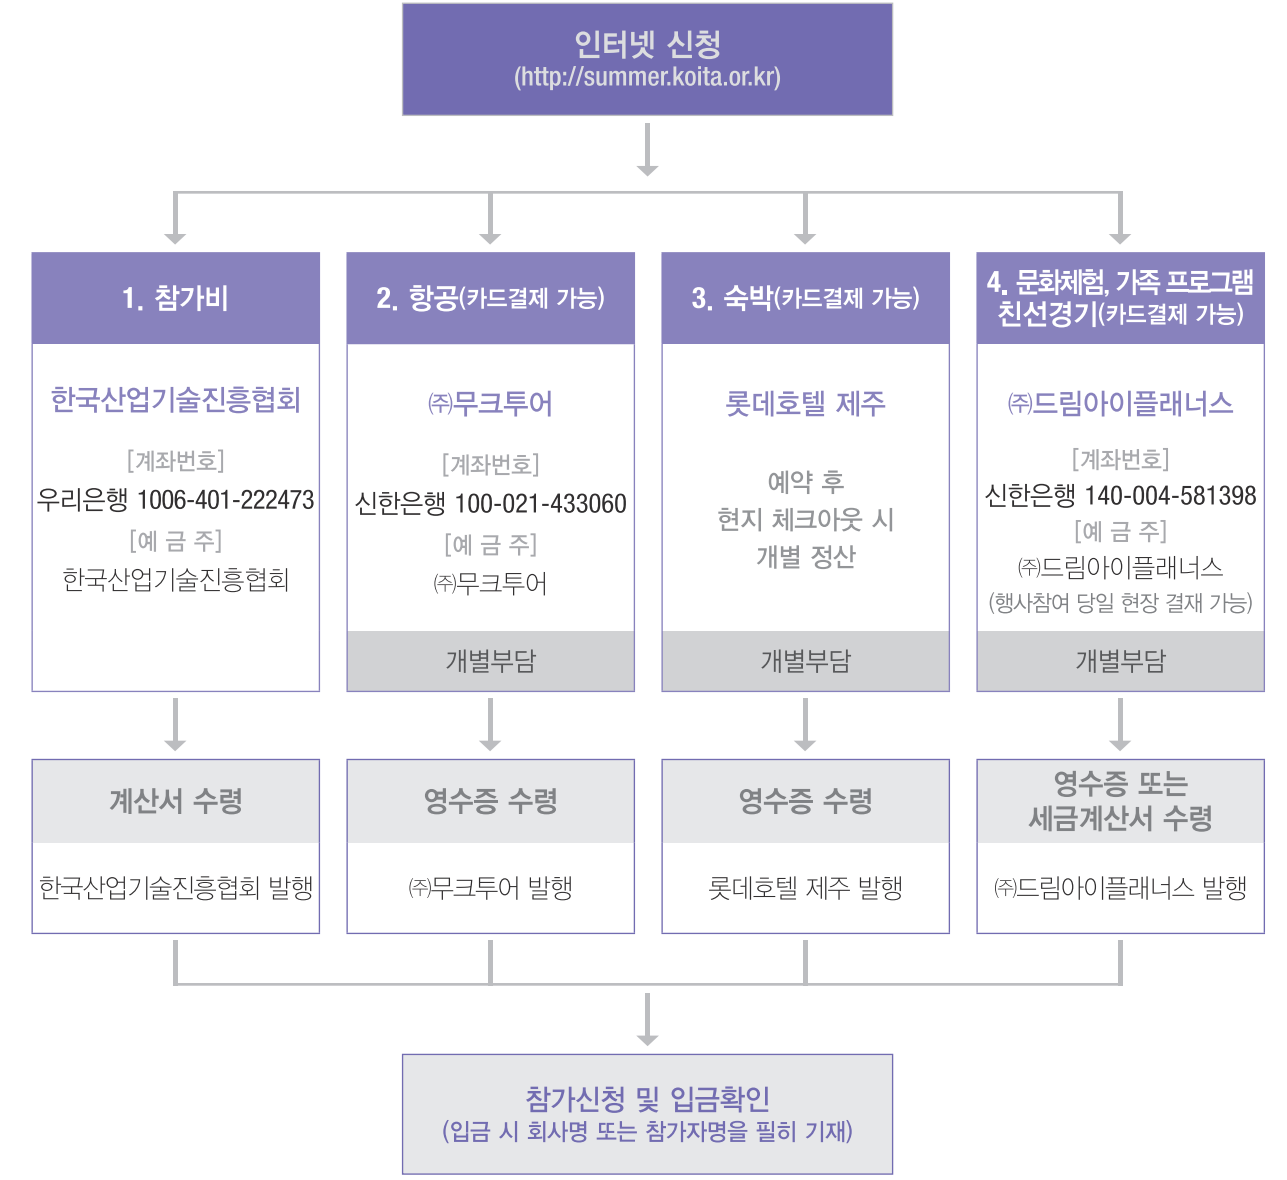 인터넷 신청
(http://summer.koita.or.kr)
1. 참가비
한국산업기술진흥협회
[계좌번호]
우리은행 1006-401-222473
[예 금 주]
한국산업기술진흥협회
2. 항공(카드결제 가능)
㈜무크투어
[계좌번호]
신한은행 100-021-433060
[예 금 주]
㈜무크투어
개별부담
3. 숙박(카드결제 가능)
롯데호텔 제주
예약 후
현지 체크아웃 시
개별 정산
개별부담
4. 문화체험, 가족 프로그램
친선경기(카드결제 가능)
㈜드림아이플래너스
[계좌번호]
신한은행 140-004-581398
[예 금 주]
㈜드림아이플래너스
(행사참여 당일 현장 결재 가능)
개별부담
계산서 수령
한국산업기술진흥협회 발행
영수증 수령
㈜무크투어 발행
영수증 수령
롯데호텔 제주 발행
영수증 또는
세금계산서 수령
㈜드림아이플래너스 발행
참가신청 및 입금확인
(입금 시 회사명 또는 참가자명을 필히 기재)